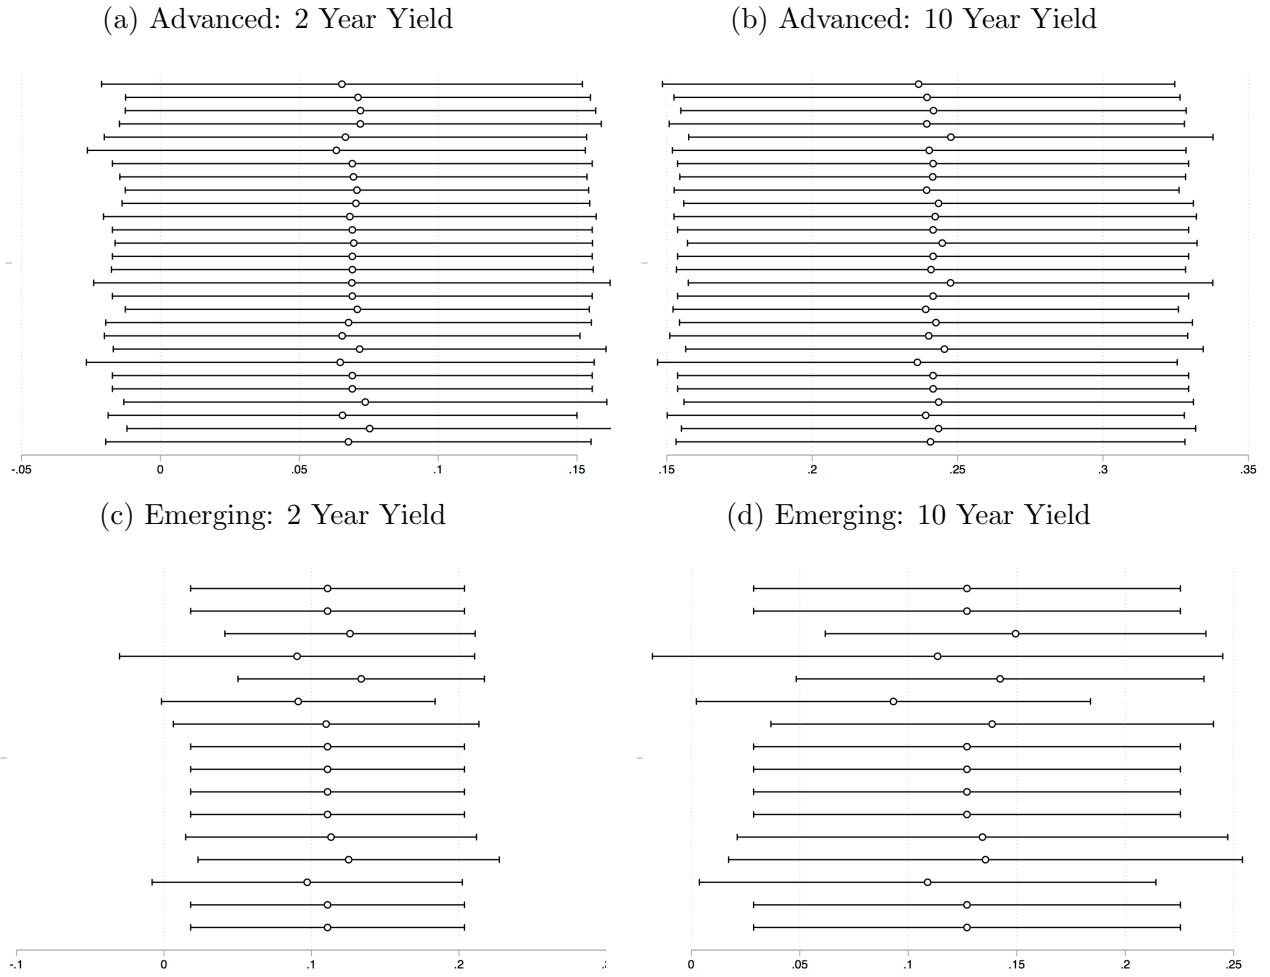 (a) Advanced: 2 Year Yield
(b) Advanced: 10 Year Yield
-.05 0 .05 .1 .15
.15 .2 .25 .3 .35
(c) Emerging: 2 Year Yield
(d) Emerging: 10 Year Yield
-.1 0 .1 .2
0 .05 .1 .15 .2 .25